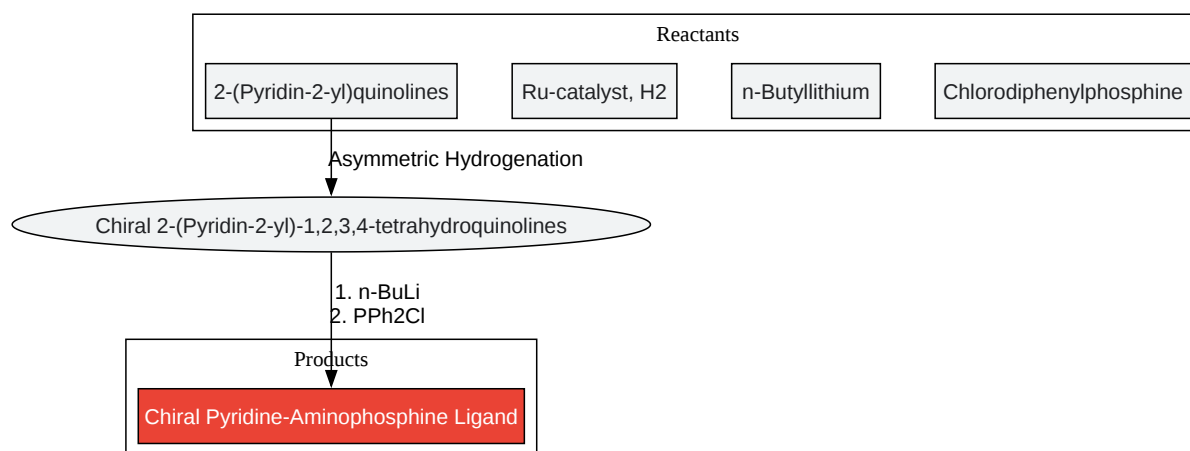 Reactants
2-(Pyridin-2-yl)quinolines
Ru-catalyst, H2
n-Butyllithium
Chlorodiphenylphosphine
Asymmetric Hydrogenation
Chiral 2-(Pyridin-2-yl)-1,2,3,4-tetrahydroquinolines
1. n-BuLi
2. PPh2Cl
Products
Chiral Pyridine-Aminophosphine Ligand